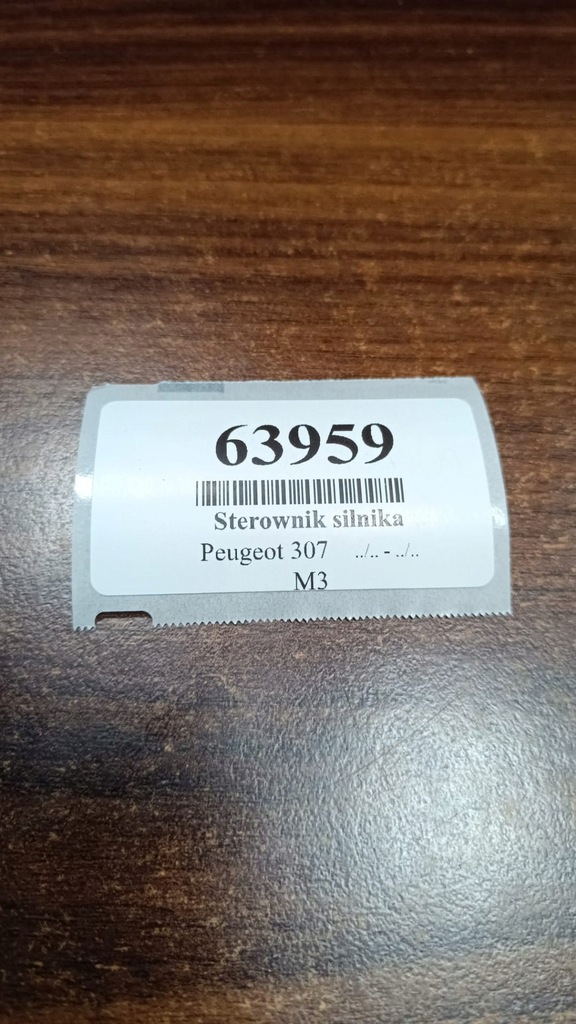 63959
Sterownik silnika
Peugeot 307 ../.. - ../..
M3